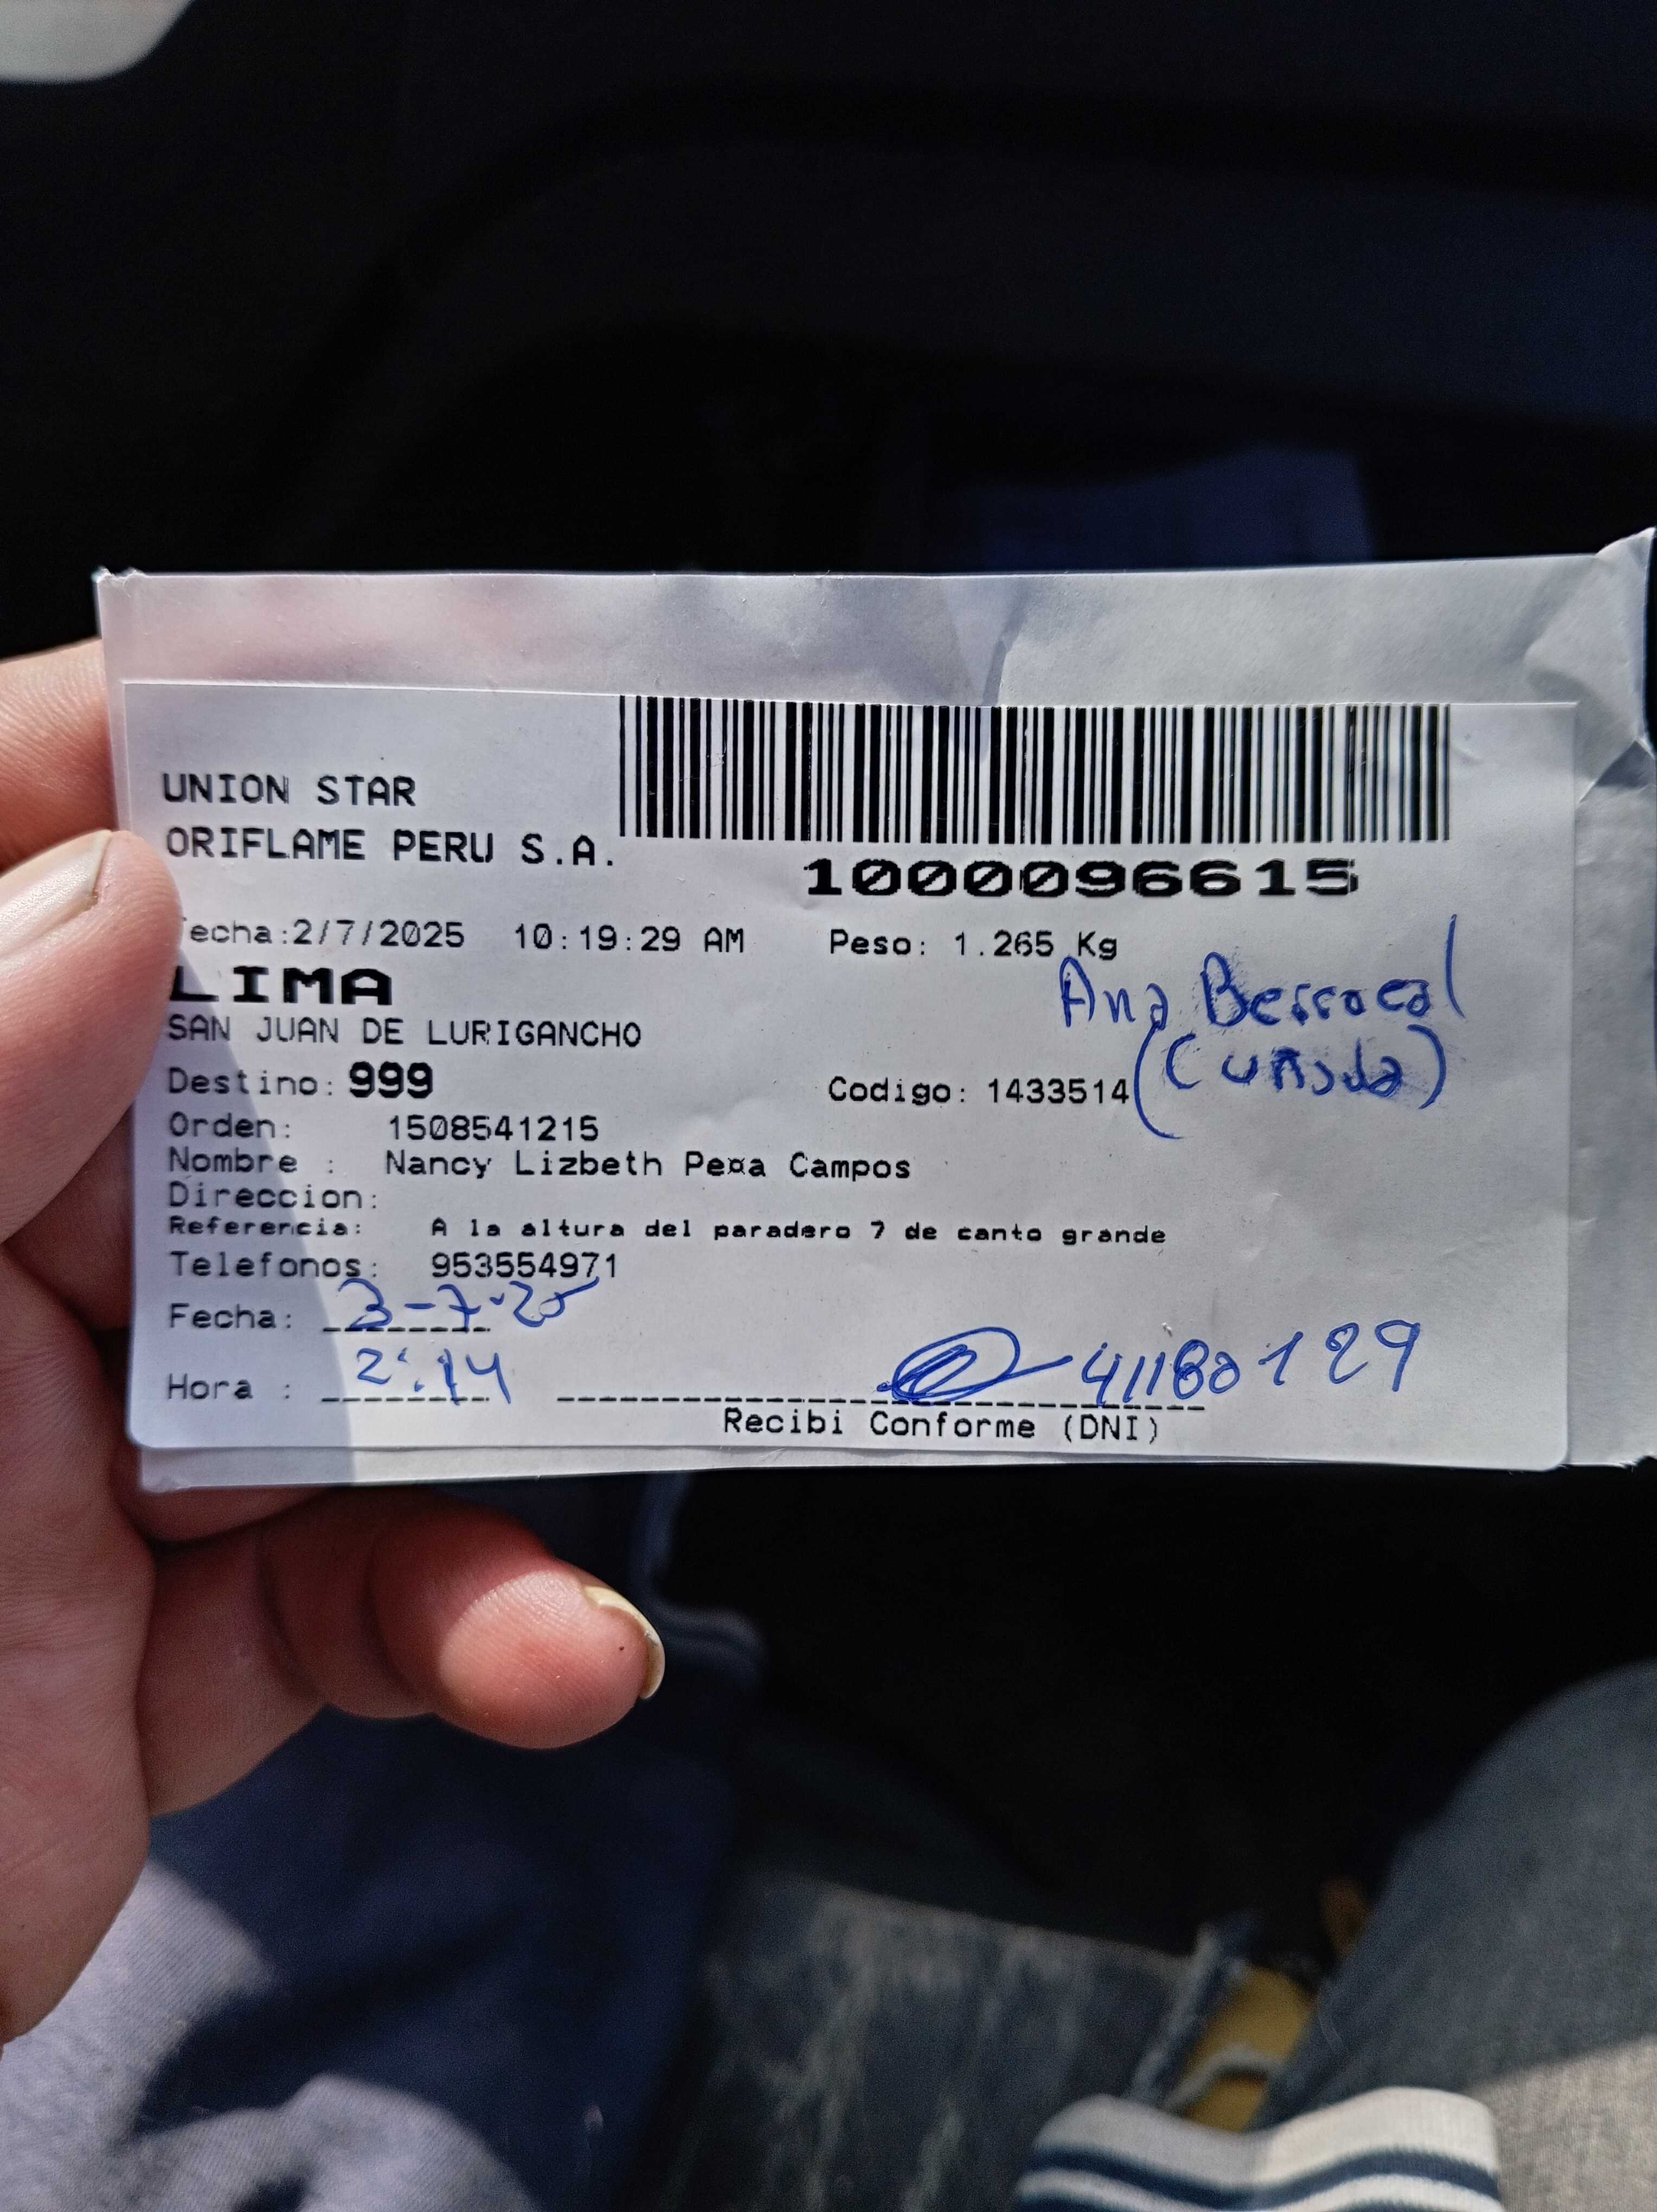 UNION STAR
ORIFLAME PERU S.A.
1000096615
echa:2/7/2025 10:19:29 AM Peso: 1.265 Kg
LIMA
Ana Berrocal
SAN JUAN DE LURIGANCHO
Destino: 999 Codigo: 1433514
Orden: 1508541215
Nombre : Nancy Lizbeth Pe¤a Campos
Direccion:
Referencia: A la altura del paradero 7 de canto grande
Telefonos: 953554971
Fecha: 3-7-25
Hora : 2:14 41180129
Recibi Conforme (DNI)